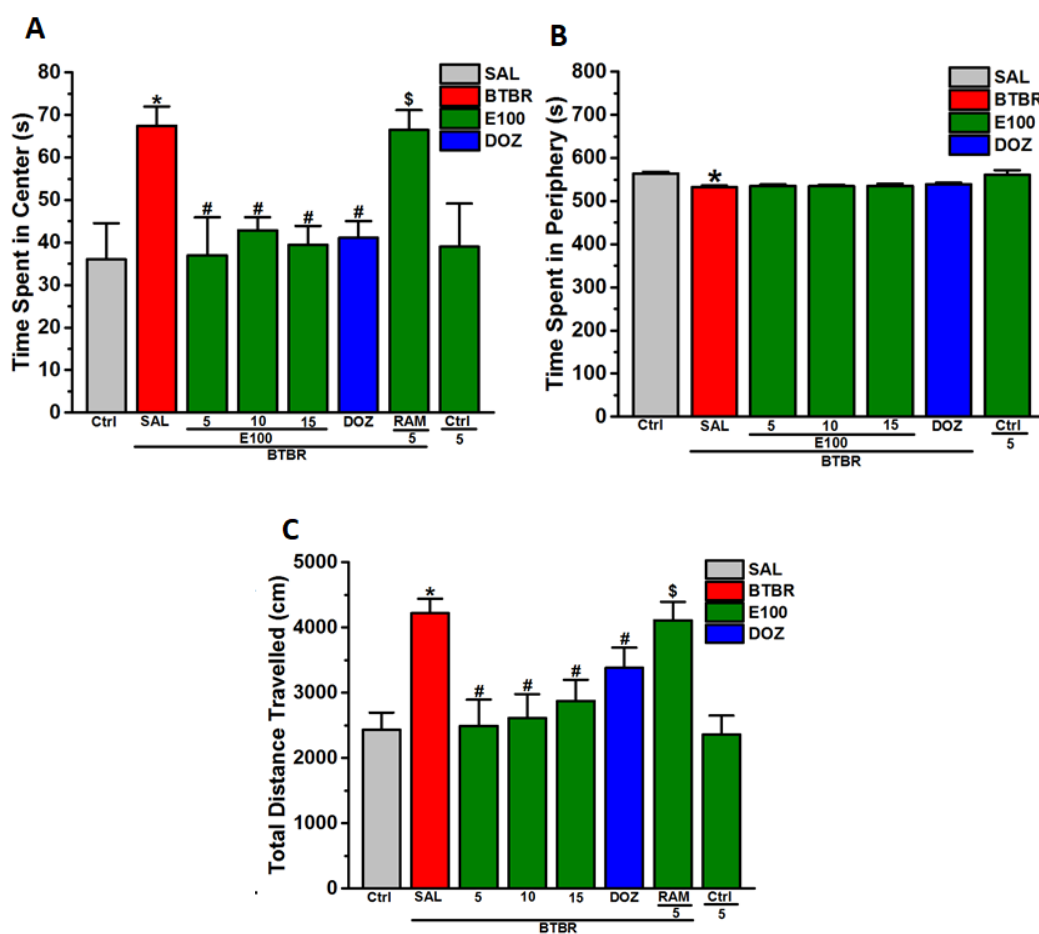 A
Time Spent in Center (s)
80
70
60
50
40
30
20
10
0
SAL
BTBR
E100
DOZ
*
#
#
#
#
$
Ctrl SAL 5 10 15 DOZ RAM Ctrl
E100 5 5
BTBR
B
Time Spent in Periphery (s)
800
700
600
500
400
300
200
100
0
SAL
BTBR
E100
DOZ
*
Ctrl SAL 5 10 15 DOZ Ctrl
E100 5
BTBR
C
Total Distance Travelled (cm)
5000
4000
3000
2000
1000
0
SAL
BTBR
E100
DOZ
*
#
#
#
#
$
Ctrl SAL 5 10 15 DOZ RAM Ctrl
5 5
BTBR